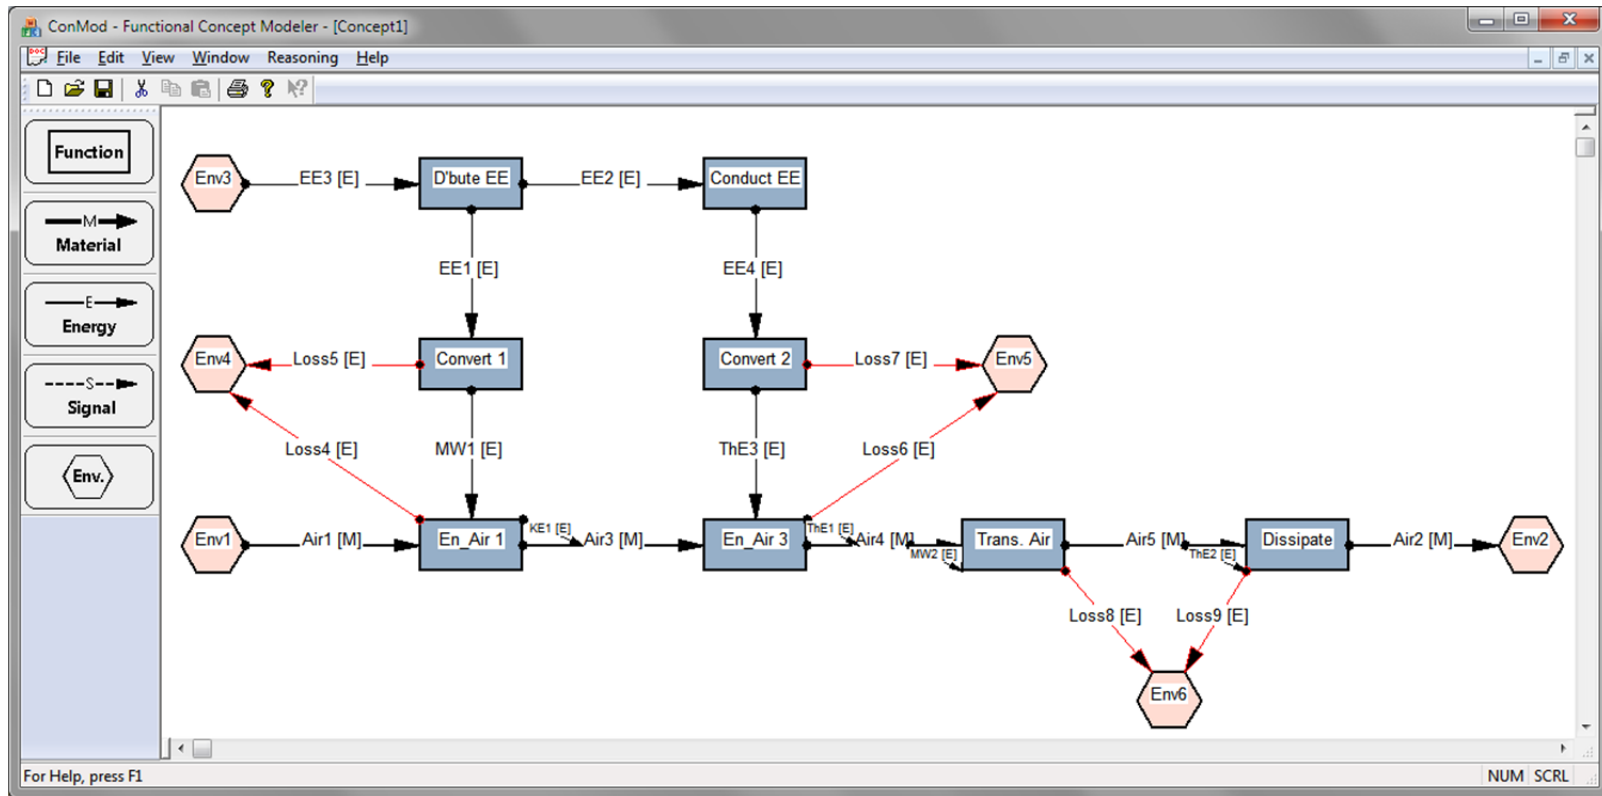 ConMod - Functional Concept Modeler - [Concept1]
File Edit View Window Reasoning Help
Function
M
Material
E
Energy
S
Signal
Env.
Env3
EE3 [E]
D'bute EE
EE2 [E]
Conduct EE
EE1 [E]
EE4 [E]
Env4
Loss5 [E]
Convert 1
Convert 2
Loss7 [E]
Env5
Loss4 [E]
MW1 [E]
ThE3 [E]
Loss6 [E]
Env1
Air1 [M]
En_Air 1
KE1 [E]
Air3 [M]
En_Air 3
ThE1 [E]
Air4 [M]
MW2 [E]
Trans. Air
Air5 [M]
ThE2 [E]
Dissipate
Air2 [M]
Env2
Loss8 [E]
Loss9 [E]
Env6
For Help, press F1
NUM SCRL